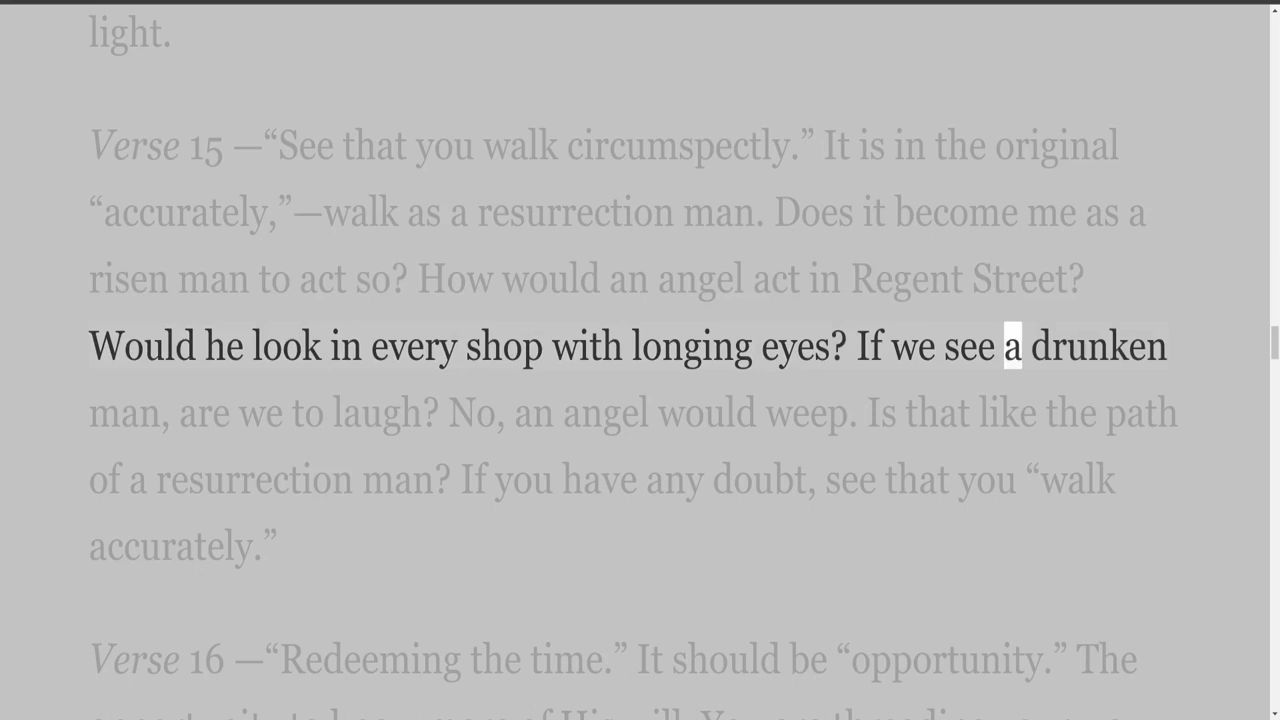 light.
Verse 15 —“See that you walk circumspectly.” It is in the original
“accurately,”—walk as a resurrection man. Does it become me as a
risen man to act so? How would an angel act in Regent Street?
Would he look in every shop with longing eyes? If we see a drunken
man, are we to laugh? No, an angel would weep. Is that like the path
of a resurrection man? If you have any doubt, see that you “walk
accurately.”
Verse 16 —“Redeeming the time.” It should be “opportunity.” The